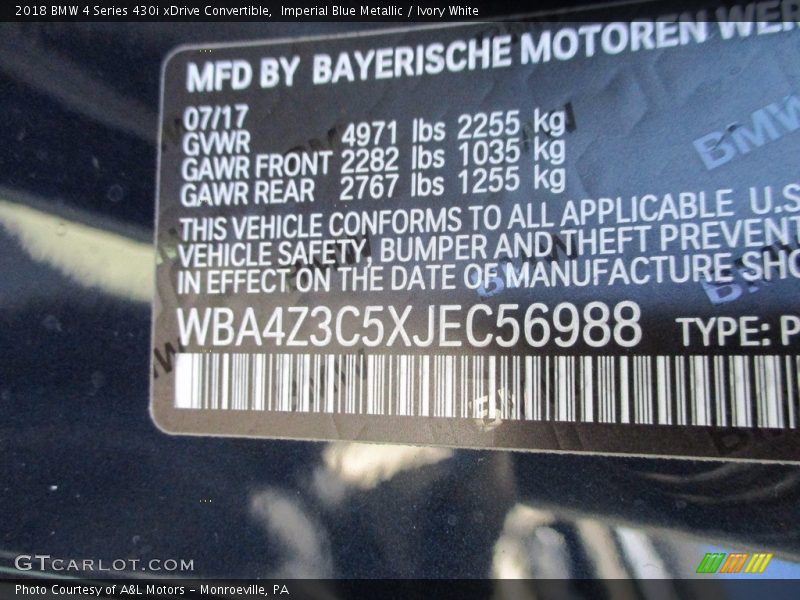 2018 BMW 4 Series 430i xDrive Convertible, Imperial Blue Metallic / Ivory White
MFD BY BAYERISCHE MOTOREN
07/17
GVWR 4971 lbs 2255 kg
GAWR FRONT 2282 lbs 1035 kg
GAWR REAR 2767 lbs 1255 kg
THIS VEHICLE CONFORMS TO ALL APPLICABLE U.S
VEHICLE SAFETY, BUMPER AND THEFT PREVENT
IN EFFECT ON THE DATE OF MANUFACTURE SHO
WBA4Z3C5XJEC56988 TYPE: P
BMW
GTCARLOT.COM
Photo Courtesy of A&L Motors – Monroeville, PA